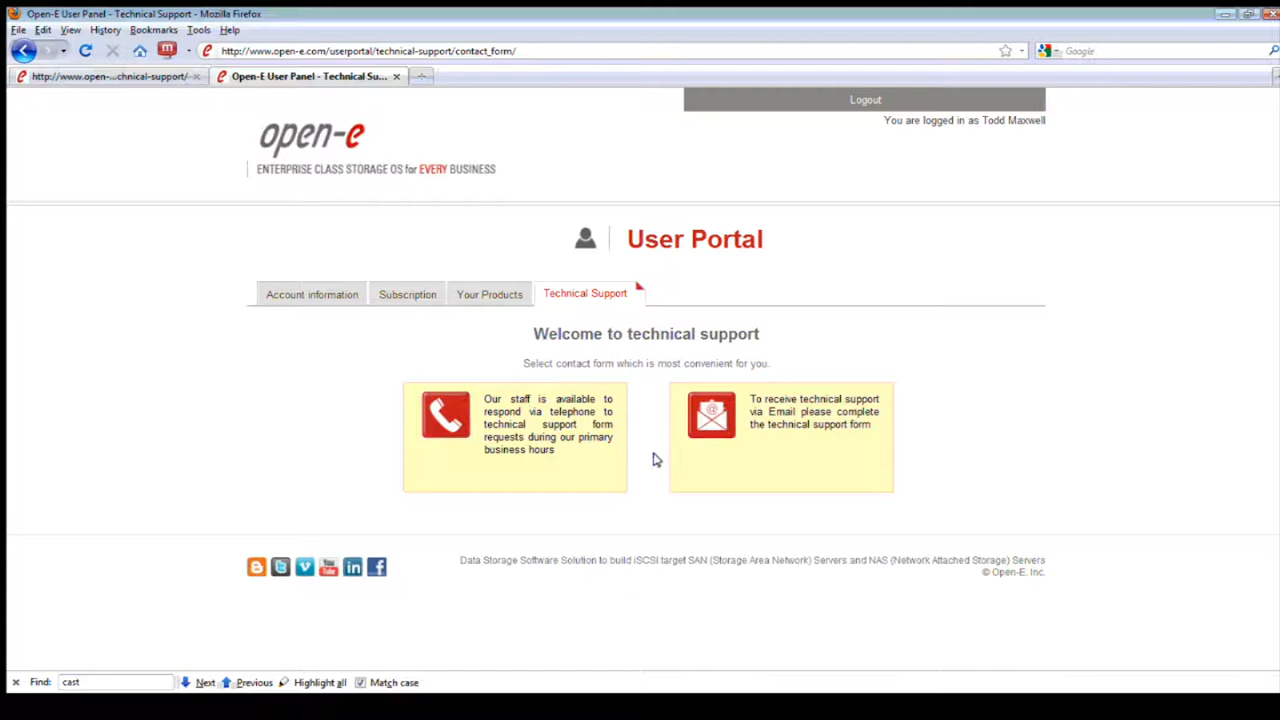 Open-E User Panel - Technical Support - Mozilla Firefox
File Edit View History Bookmarks Tools Help
http://www.open-e.com/userportal/technical-support/contact_form/
Google
http://www.open-...chnical-support/
Open-E User Panel - Technical Su...
Logout
You are logged in as Todd Maxwell
open-e
ENTERPRISE CLASS STORAGE OS for EVERY BUSINESS
User Portal
Account information
Subscription
Your Products
Technical Support
Welcome to technical support
Select contact form which is most convenient for you.
Our staff is available to
respond via telephone to
technical support form
requests during our primary
business hours
To receive technical support
via Email please complete
the technical support form
Data Storage Software Solution to build iSCSI target SAN (Storage Area Network) Servers and NAS (Network Attached Storage) Servers
© Open-E. Inc.
Find: cast Next Previous Highlight all Match case